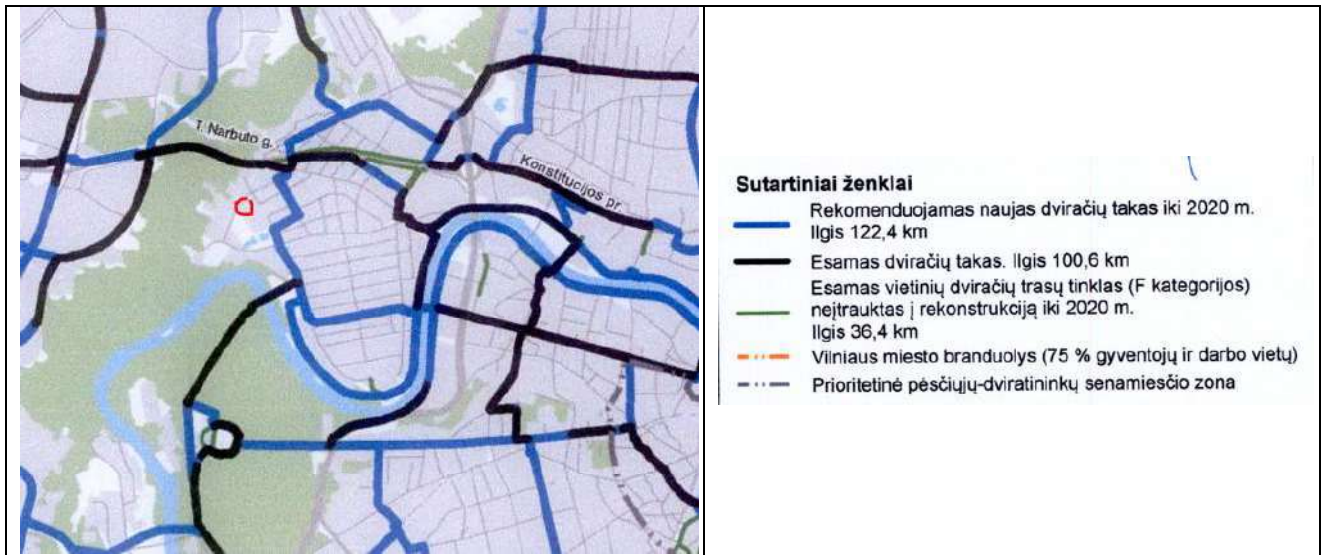 T. Narbuto g.
Konstitucijos pr.
Sutartiniai ženklai
Rekomenduojamas naujas dviračių takas iki 2020 m.
Ilgis 122,4 km
Esamas dviračių takas. Ilgis 100,6 km
Esamas vietinių dviračių trasų tinklas (F kategorijos)
neįtrauktas į rekonstrukciją iki 2020 m.
Ilgis 36,4 km
Vilniaus miesto branduolys (75 % gyventojų ir darbo vietų)
Prioritetinė pėsčiųjų-dviratininkų senamiesčio zona